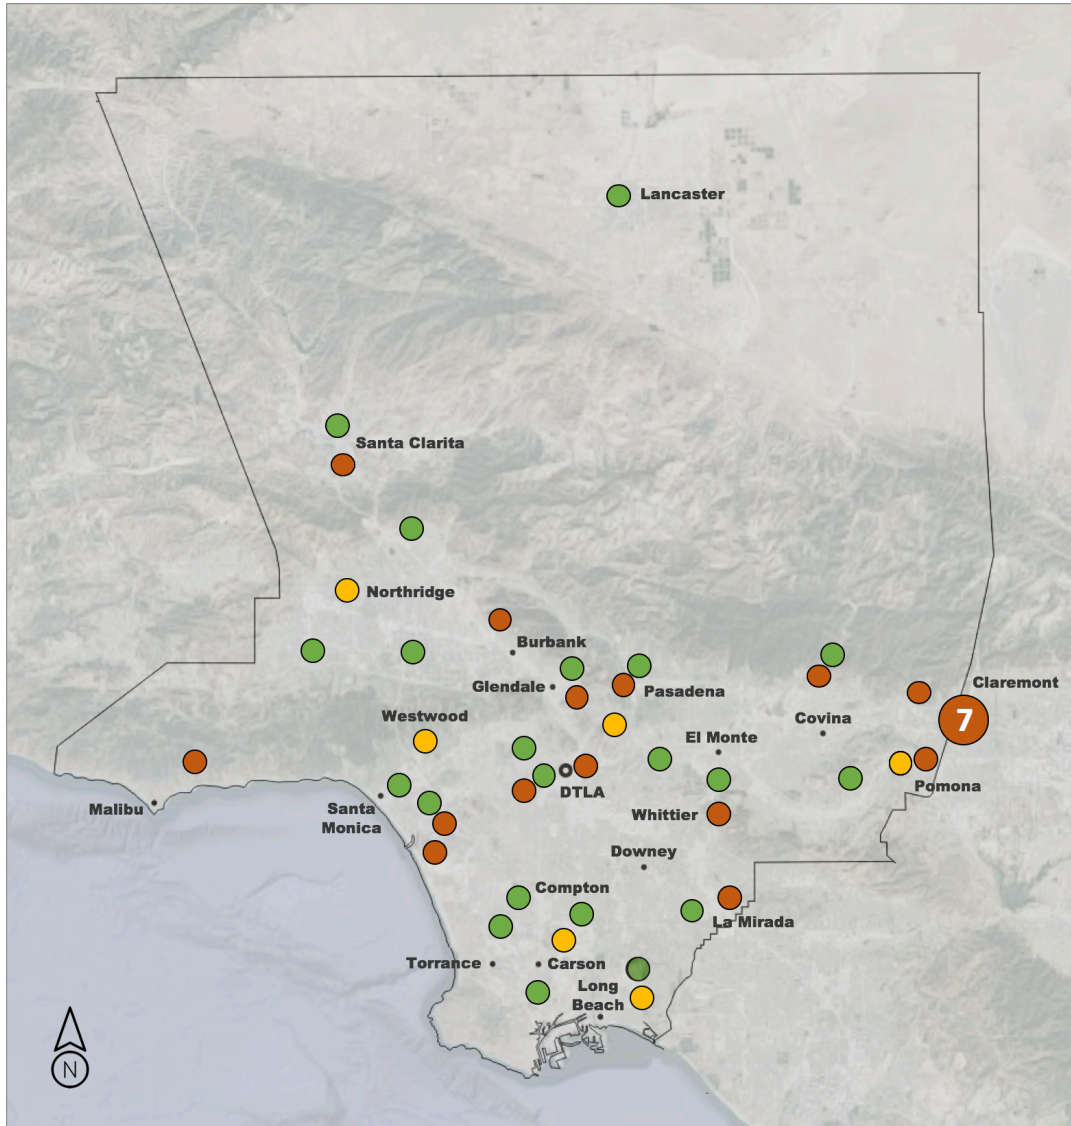 Lancaster
Santa Clarita
Northridge
Burbank
Glendale
Pasadena
Claremont
Westwood
Covina
7
El Monte
DTLA
Pomona
Malibu
Santa
Monica
Whittier
Downey
Compton
La Mirada
Torrance
Carson
Long
Beach
N